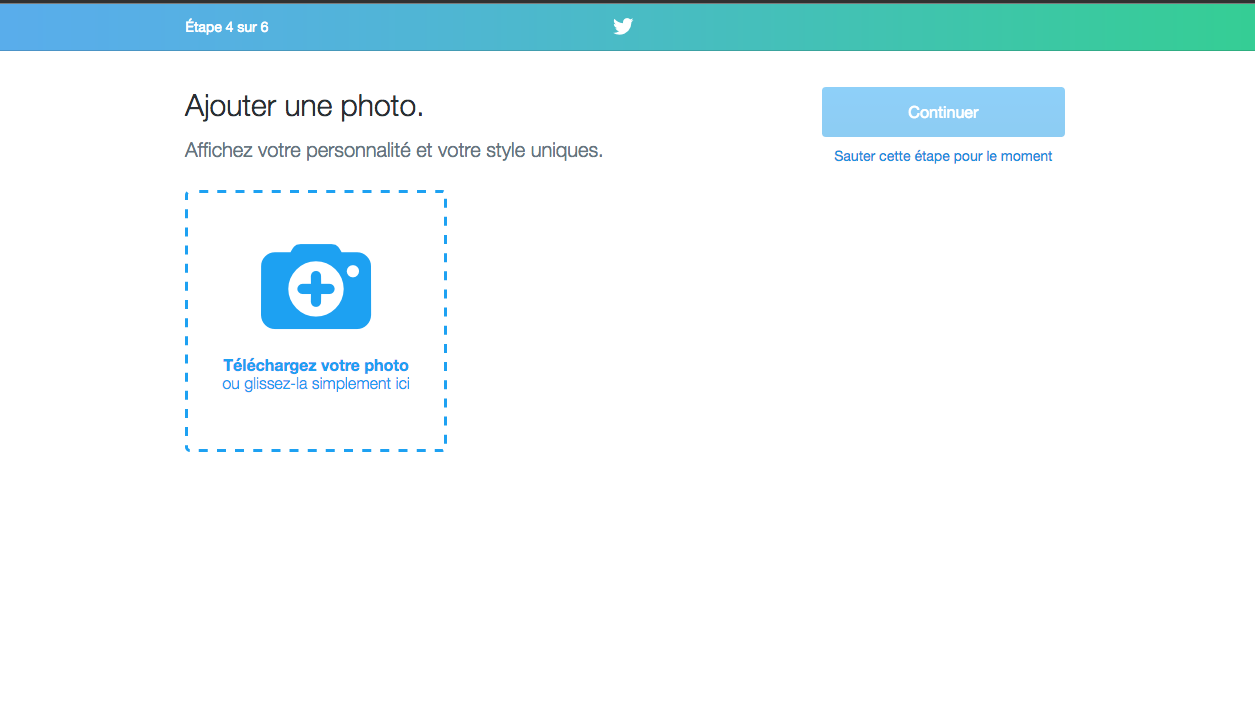 Étape 4 sur 6
Ajouter une photo.
Affichez votre personnalité et votre style uniques.
Continuer
Sauter cette étape pour le moment
Téléchargez votre photo
ou glissez-la simplement ici